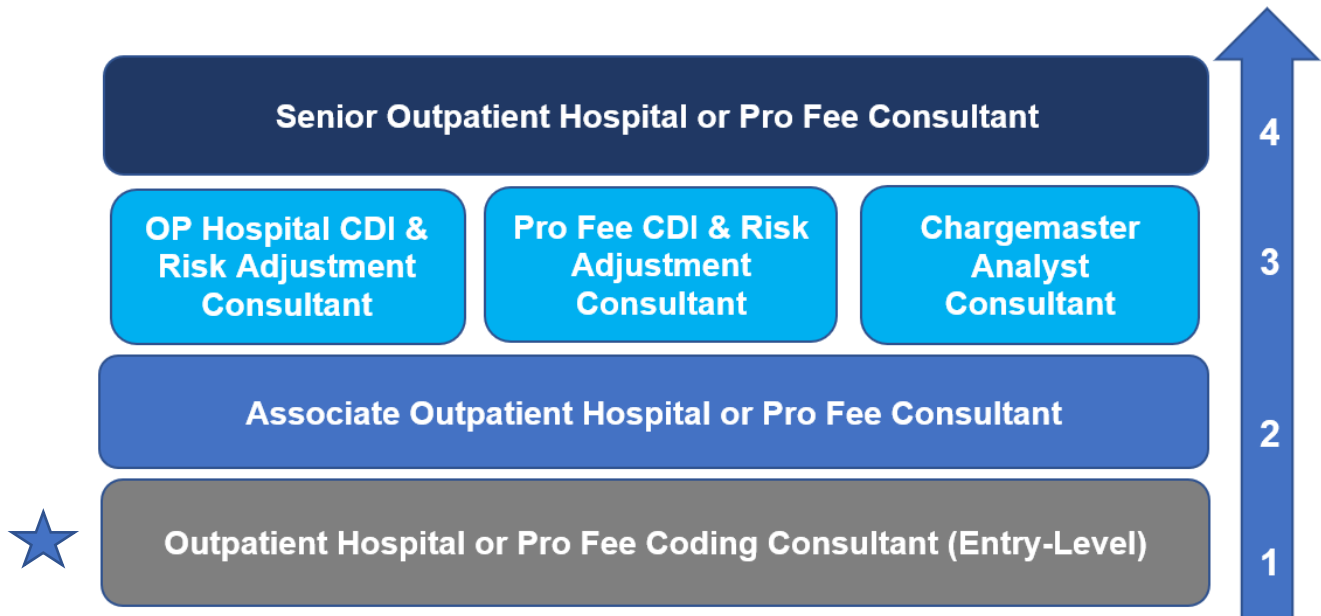 Senior Outpatient Hospital or Pro Fee Consultant
4
OP Hospital CDI &
Risk Adjustment
Consultant
Pro Fee CDI & Risk
Adjustment
Consultant
Chargemaster
Analyst
Consultant
3
Associate Outpatient Hospital or Pro Fee Consultant
2
Outpatient Hospital or Pro Fee Coding Consultant (Entry-Level)
1